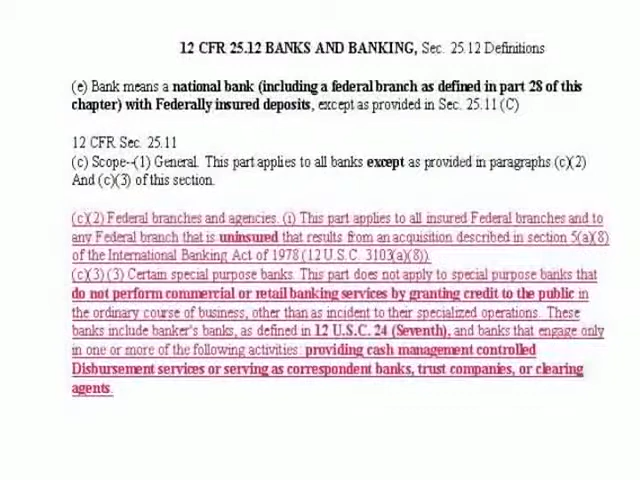 12 CFR 25.12 BANKS AND BANKING, Sec. 25.12 Definitions
(e) Bank means a national bank (including a federal branch as defined in part 28 of this
chapter) with Federally insured deposits, except as provided in Sec. 25.11 (C)
12 CFR Sec. 25.11
(c) Scope--(1) General. This part applies to all banks except as provided in paragraphs (c)(2)
And (c)(3) of this section.
(c)(2) Federal branches and agencies. (i) This part applies to all insured Federal branches and to
any Federal branch that is uninsured that results from an acquisition described in section 5(a)(8)
of the International Banking Act of 1978 (12 U.S.C. 3103(a)(8)).
(c)(3) (3) Certain special purpose banks. This part does not apply to special purpose banks that
do not perform commercial or retail banking services by granting credit to the public in
the ordinary course of business, other than as incident to their specialized operations. These
banks include banker's banks, as defined in 12 U.S.C. 24 (Seventh), and banks that engage only
in one or more of the following activities: providing cash management controlled
Disbursement services or serving as correspondent banks, trust companies, or clearing
agents.